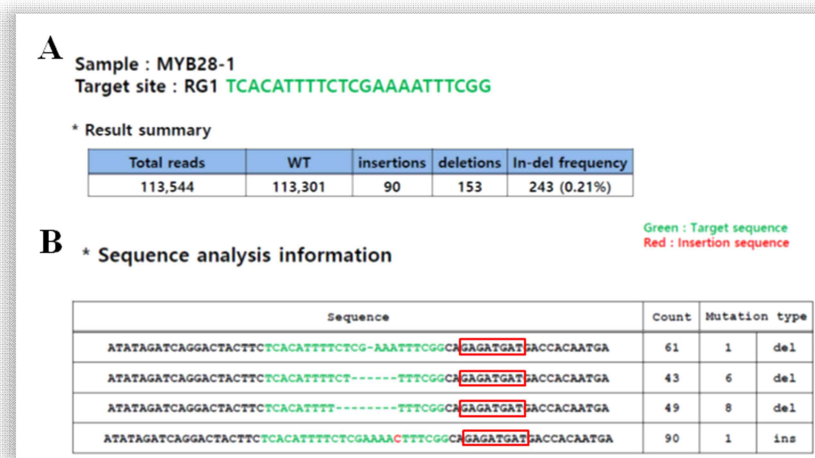 A
Sample : MYB28-1
Target site : RG1 TCACATTTTCTCGAAAATTTCGG
* Result summary
Total reads WT insertions deletions In-del frequency
113,544 113,301 90 153 243 (0.21%)
Green : Target sequence
Red : Insertion sequence
B
* Sequence analysis information
Sequence Count Mutation type
ATATAGATCAGGACTACTTCTCACATTTTCTCG-AAATTTCGGCAGAGATGATGACCACAATGA 61 1 del
ATATAGATCAGGACTACTTCTCACATTTTCT------TTTCGGCAGAGATGATGACCACAATGA 43 6 del
ATATAGATCAGGACTACTTCTCACATTTT--------TTTCGGCAGAGATGATGACCACAATGA 49 8 del
ATATAGATCAGGACTACTTCTCACATTTTCTCGAAAACTTTCGGCAGAGATGATGACCACAATGA 90 1 ins